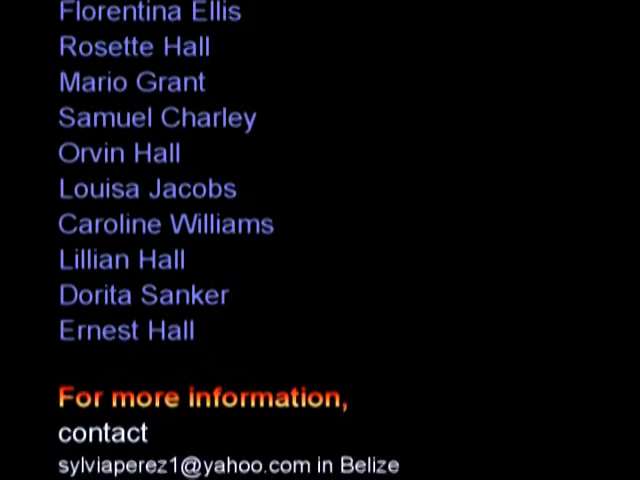 Florentina Ellis
Rosette Hall
Mario Grant
Samuel Charley
Orvin Hall
Louisa Jacobs
Caroline Williams
Lillian Hall
Dorita Sanker
Ernest Hall
For more information,
contact
sylviaperez1@yahoo.com in Belize